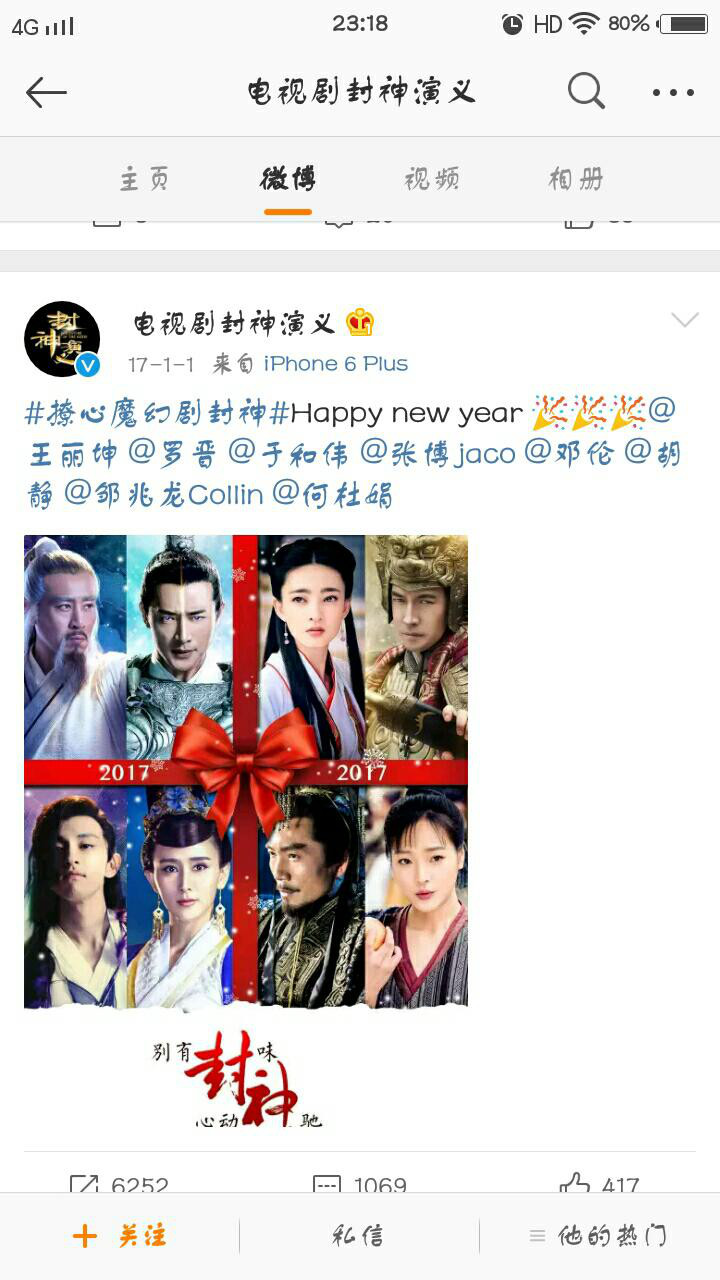 4G 23:18 HD 80%
电视剧封神演义
主页 微博 视频 相册
电视剧封神演义
17-1-1 来自 iPhone 6 Plus
#撩心魔幻剧封神#Happy new year @
王丽坤 @罗晋 @于和伟 @张博jaco @邓伦 @胡
静 @邹兆龙Collin @何杜娟
2017 2017
别有封神味
心动神驰
6252 1069 417
+ 关注 私信 他的热门